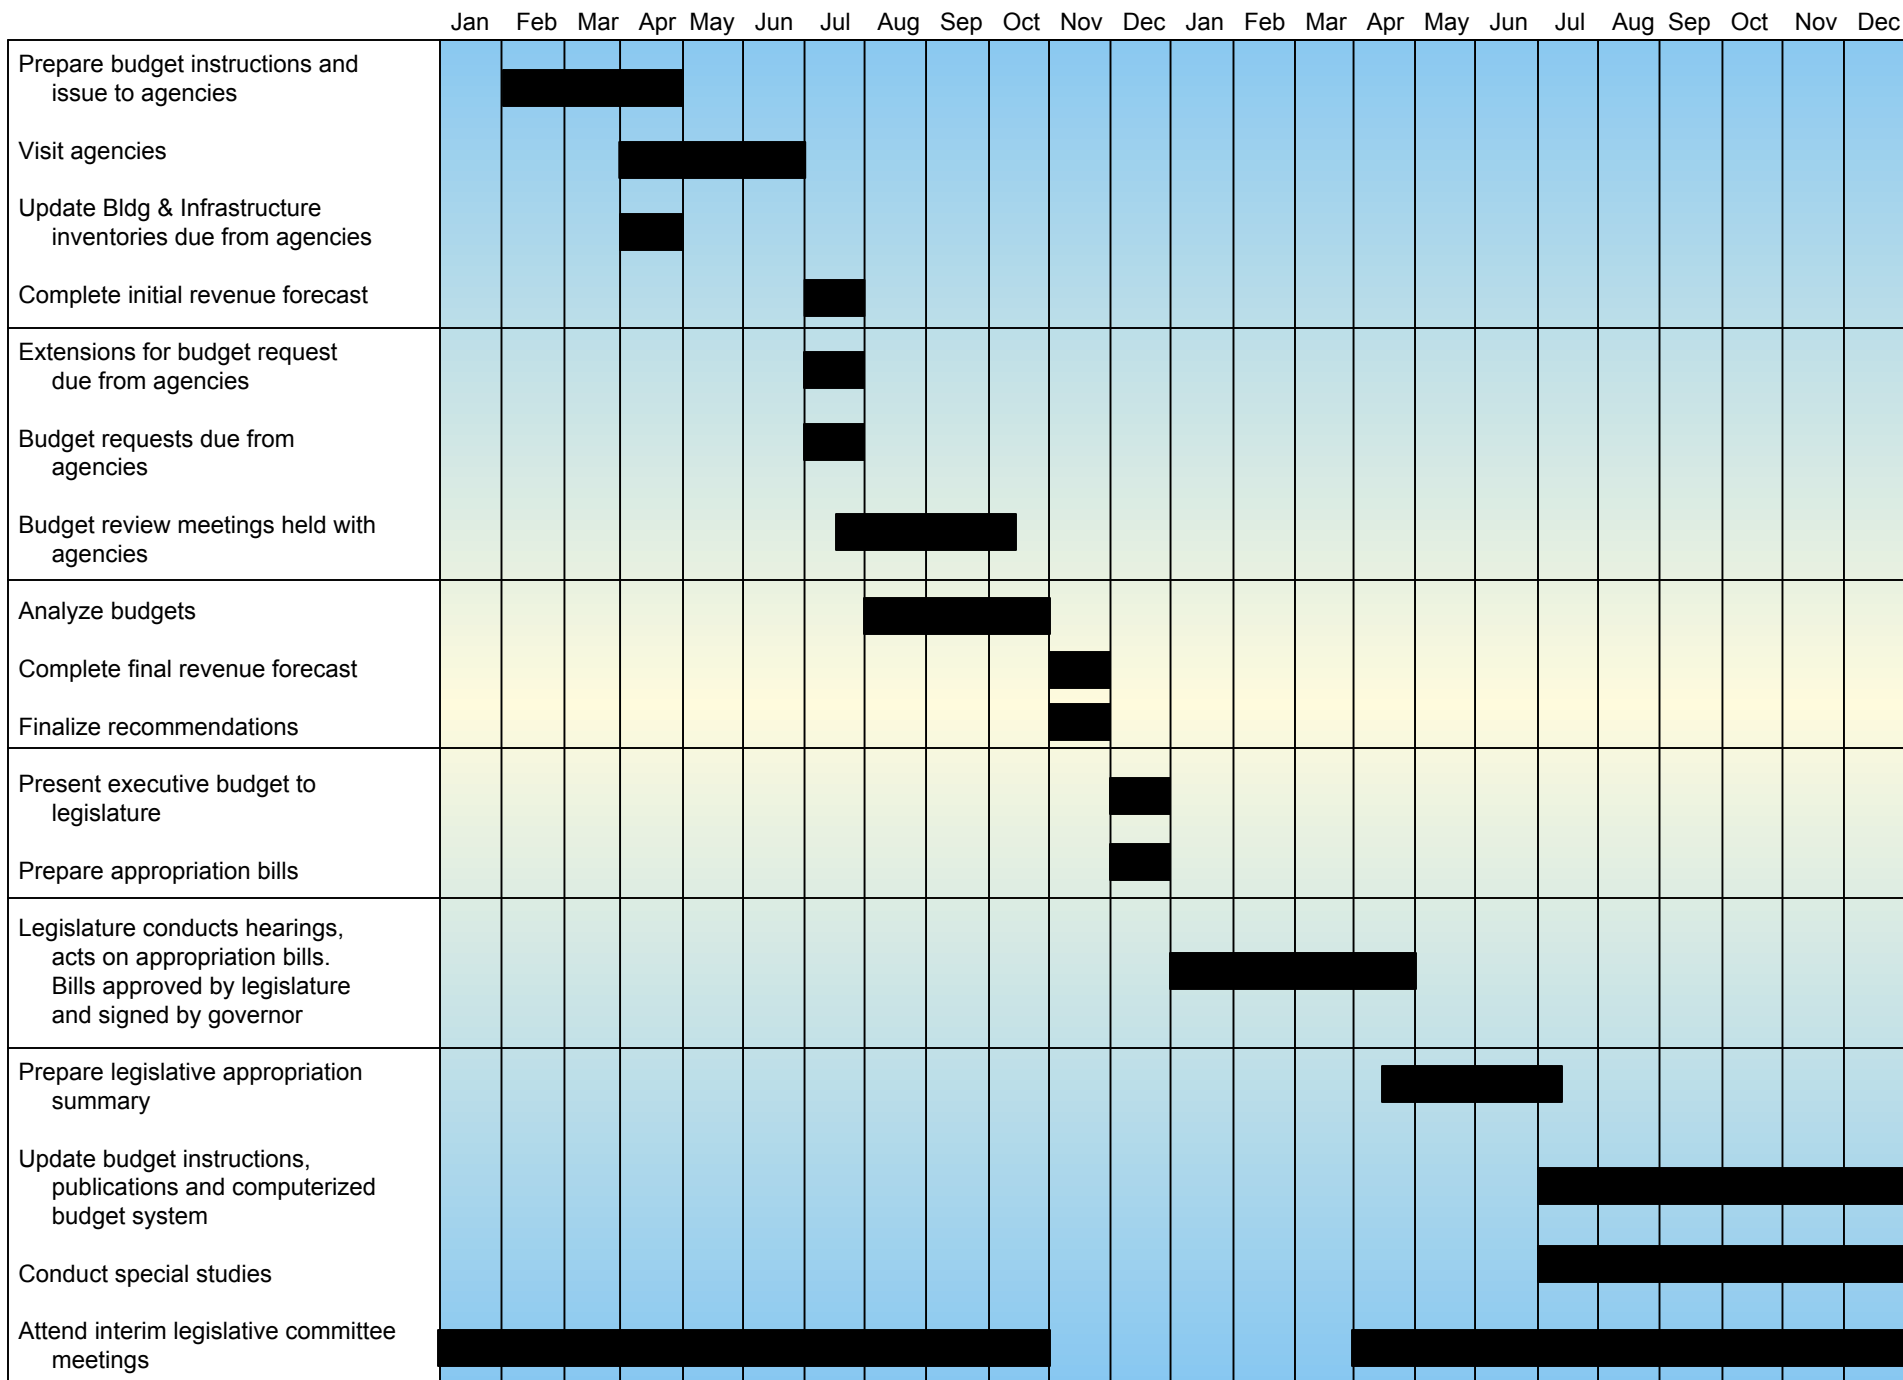 Jan Feb Mar Apr May Jun Jul Aug Sep Oct Nov Dec Jan Feb Mar Apr May Jun Jul Aug Sep Oct Nov Dec
Prepare budget instructions and
issue to agencies
Visit agencies
Update Bldg & Infrastructure
inventories due from agencies
Complete initial revenue forecast
Extensions for budget request
due from agencies
Budget requests due from
agencies
Budget review meetings held with
agencies
Analyze budgets
Complete final revenue forecast
Finalize recommendations
Present executive budget to
legislature
Prepare appropriation bills
Legislature conducts hearings,
acts on appropriation bills.
Bills approved by legislature
and signed by governor
Prepare legislative appropriation
summary
Update budget instructions,
publications and computerized
budget system
Conduct special studies
Attend interim legislative committee
meetings